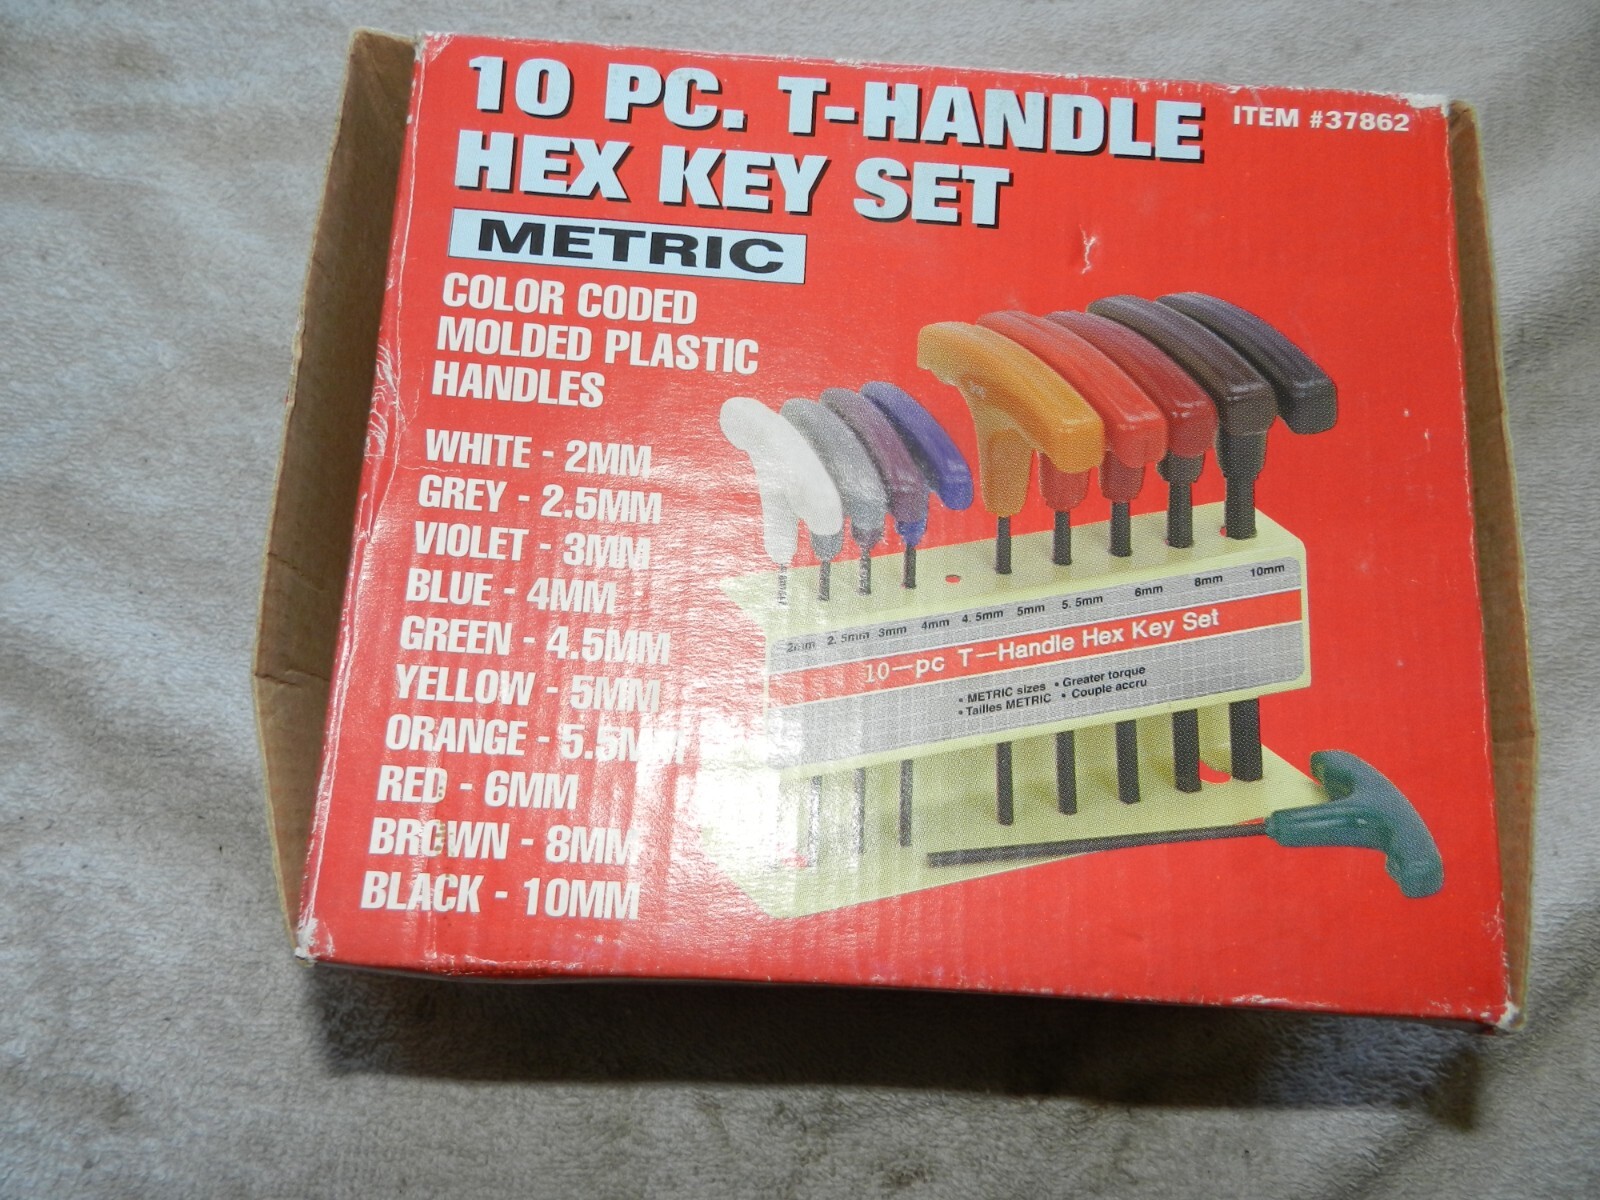 10 PC. T-HANDLE
ITEM #37862
HEX KEY SET
METRIC
COLOR CODED
MOLDED PLASTIC
HANDLES
WHITE - 2MM
GREY - 2.5MM
VIOLET - 3MM
BLUE - 4MM
GREEN - 4.5MM
YELLOW - 5MM
ORANGE - 5.5MM
RED - 6MM
BROWN - 8MM
BLACK - 10MM
2mm 2.5mm 3mm 4mm 4.5mm 5mm 5.5mm 6mm 8mm 10mm
10-pc T-Handle Hex Key Set
• METRIC sizes • Greater torque
• Tailles METRIC • Couple accru